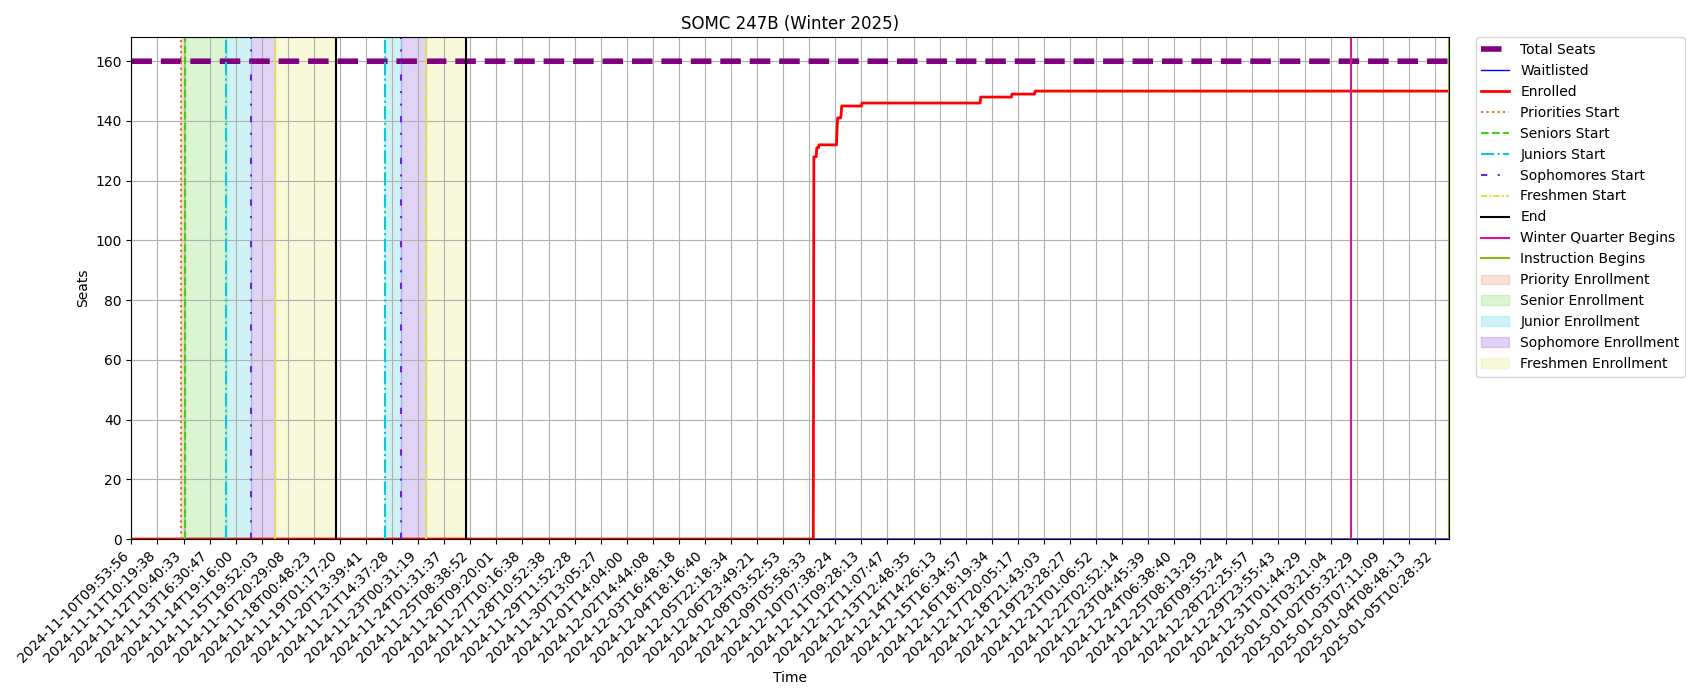 SOMC 247B (Winter 2025)
Seats
160
140
120
100
80
60
40
20
0
2024-11-10T09:53:56
2024-11-11T10:19:38
2024-11-12T10:40:33
2024-11-13T16:30:47
2024-11-14T19:16:00
2024-11-15T19:52:03
2024-11-16T20:29:08
2024-11-18T00:48:23
2024-11-19T01:17:20
2024-11-20T13:39:41
2024-11-21T14:37:28
2024-11-23T00:31:19
2024-11-24T01:31:37
2024-11-25T08:38:52
2024-11-26T09:20:01
2024-11-27T10:16:38
2024-11-28T10:52:38
2024-11-29T11:52:28
2024-11-30T13:05:27
2024-12-01T14:04:00
2024-12-02T14:44:08
2024-12-03T16:48:18
2024-12-04T18:16:40
2024-12-05T22:18:34
2024-12-06T23:49:21
2024-12-08T03:52:53
2024-12-09T05:58:33
2024-12-10T07:38:24
2024-12-11T09:28:13
2024-12-12T11:07:47
2024-12-13T12:48:35
2024-12-14T14:26:13
2024-12-15T16:34:57
2024-12-16T18:19:34
2024-12-17T20:05:17
2024-12-18T21:43:03
2024-12-19T23:28:27
2024-12-21T01:06:52
2024-12-22T02:52:14
2024-12-23T04:45:39
2024-12-24T06:38:40
2024-12-25T08:13:29
2024-12-26T09:55:24
2024-12-28T22:25:57
2024-12-29T23:55:43
2024-12-31T01:44:29
2025-01-01T03:21:04
2025-01-02T05:32:29
2025-01-03T07:11:09
2025-01-04T08:48:13
2025-01-05T10:28:32
Time
Total Seats
Waitlisted
Enrolled
Priorities Start
Seniors Start
Juniors Start
Sophomores Start
Freshmen Start
End
Winter Quarter Begins
Instruction Begins
Priority Enrollment
Senior Enrollment
Junior Enrollment
Sophomore Enrollment
Freshmen Enrollment